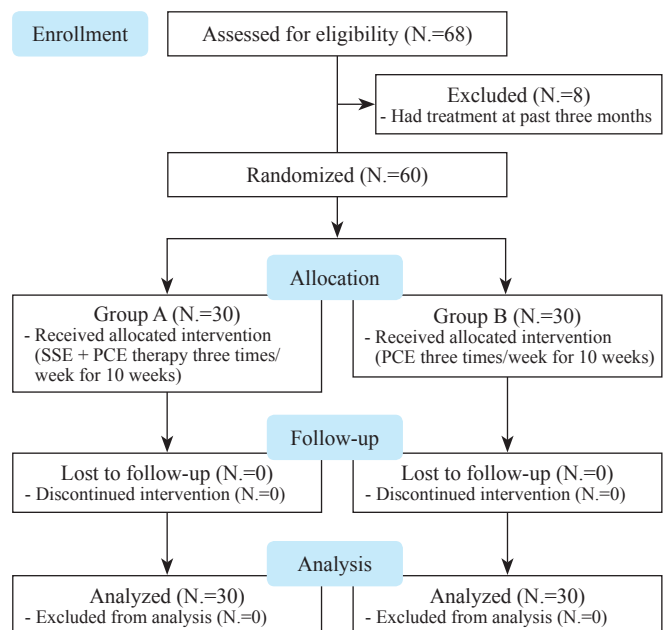 Enrollment
Assessed for eligibility (N.=68)
Excluded (N.=8)
- Had treatment at past three months
Randomized (N.=60)
Allocation
Group A (N.=30)
- Received allocated intervention
(SSE + PCE therapy three times/
week for 10 weeks)
Group B (N.=30)
- Received allocated intervention
(PCE three times/week for 10 weeks)
Follow-up
Lost to follow-up (N.=0)
- Discontinued intervention (N.=0)
Lost to follow-up (N.=0)
- Discontinued intervention (N.=0)
Analysis
Analyzed (N.=30)
- Excluded from analysis (N.=0)
Analyzed (N.=30)
- Excluded from analysis (N.=0)